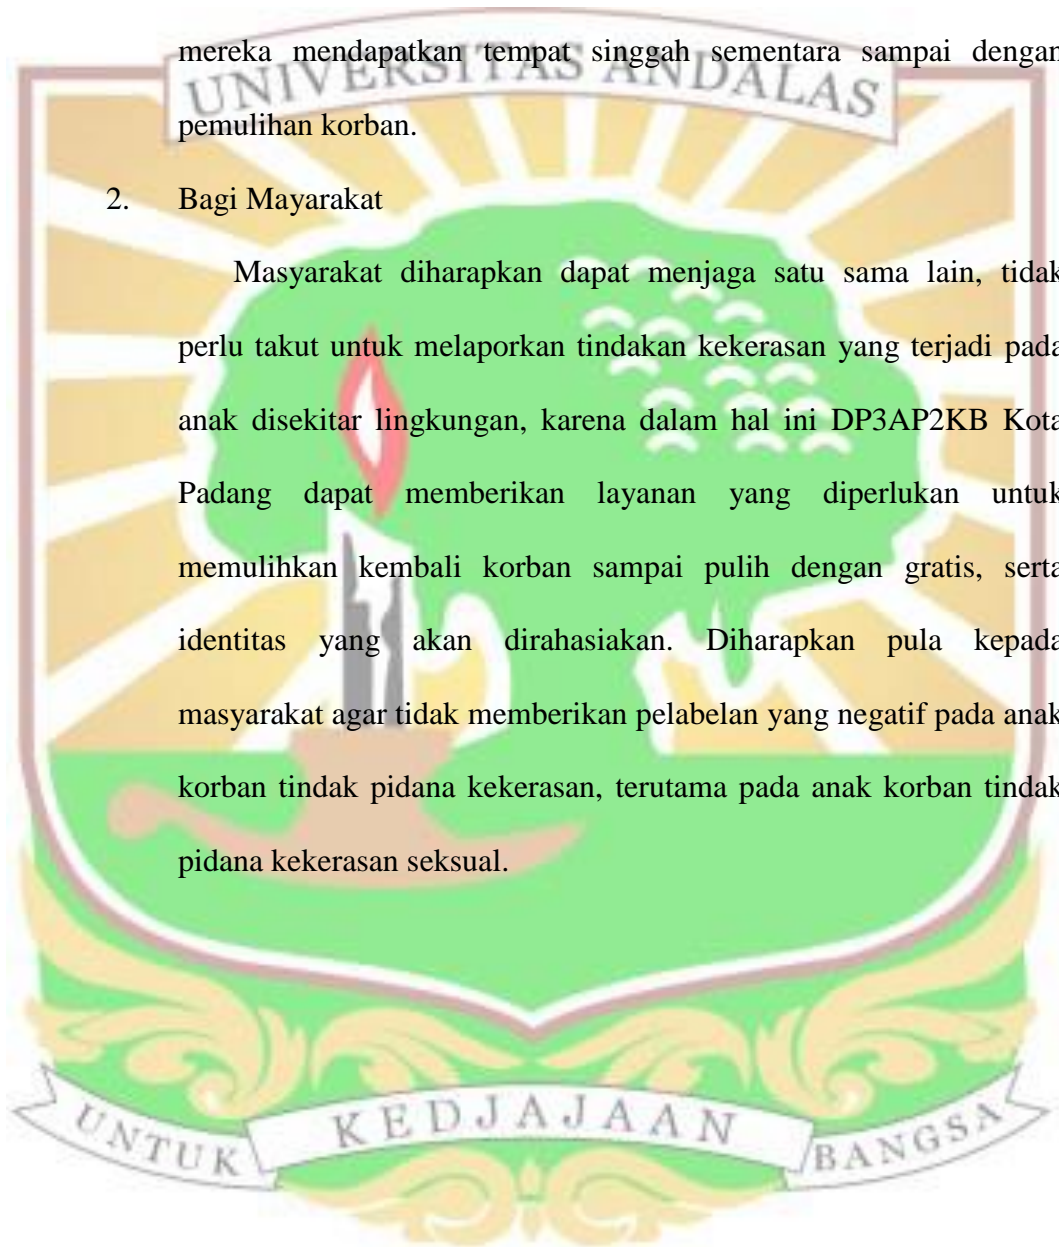 mereka mendapatkan tempat singgah sementara sampai dengan
UNIVERSITAS ANDALAS
pemulihan korban.
2. Bagi Mayarakat
Masyarakat diharapkan dapat menjaga satu sama lain, tidak
perlu takut untuk melaporkan tindakan kekerasan yang terjadi pada
anak disekitar lingkungan, karena dalam hal ini DP3AP2KB Kota
Padang dapat memberikan layanan yang diperlukan untuk
memulihkan kembali korban sampai pulih dengan gratis, serta
identitas yang akan dirahasiakan. Diharapkan pula kepada
masyarakat agar tidak memberikan pelabelan yang negatif pada anak
korban tindak pidana kekerasan, terutama pada anak korban tindak
pidana kekerasan seksual.
UNTUK KEDJAJAAN BANGSA